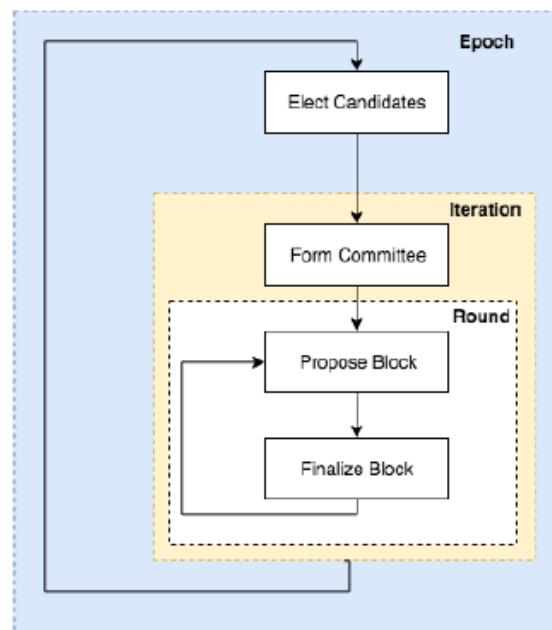 Epoch
Elect Candidates
Iteration
Form Committee
Round
Propose Block
Finalize Block